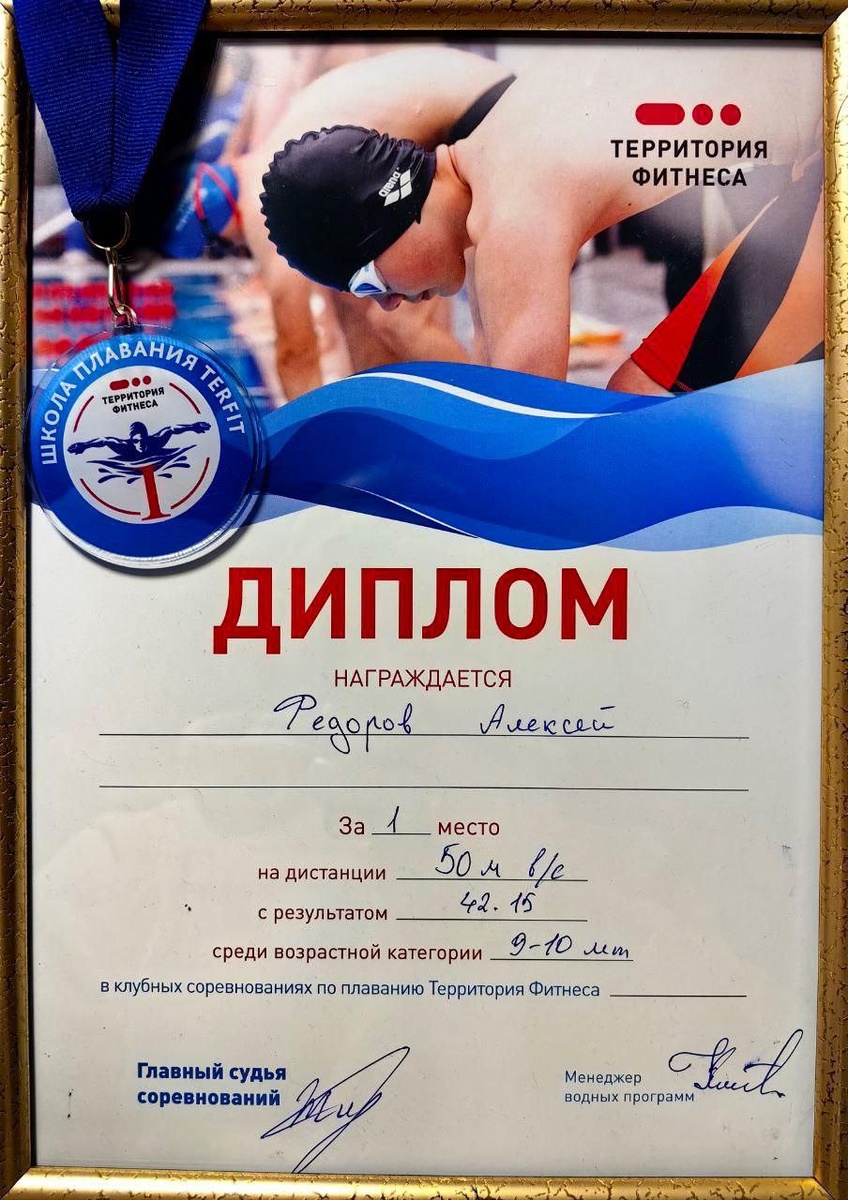 arena
ТЕРРИТОРИЯ
ФИТНЕСА
ШКОЛА ПЛАВАНИЯ TERFIT
ТЕРРИТОРИЯ
ФИТНЕСА
I
ДИПЛОМ
НАГРАЖДАЕТСЯ
Федоров Алексей
За 1 место
на дистанции 50 м в/с
с результатом 42.15
среди возрастной категории 9-10 лет
в клубных соревнованиях по плаванию Территория Фитнеса
Главный судья
соревнований
Менеджер
водных программ